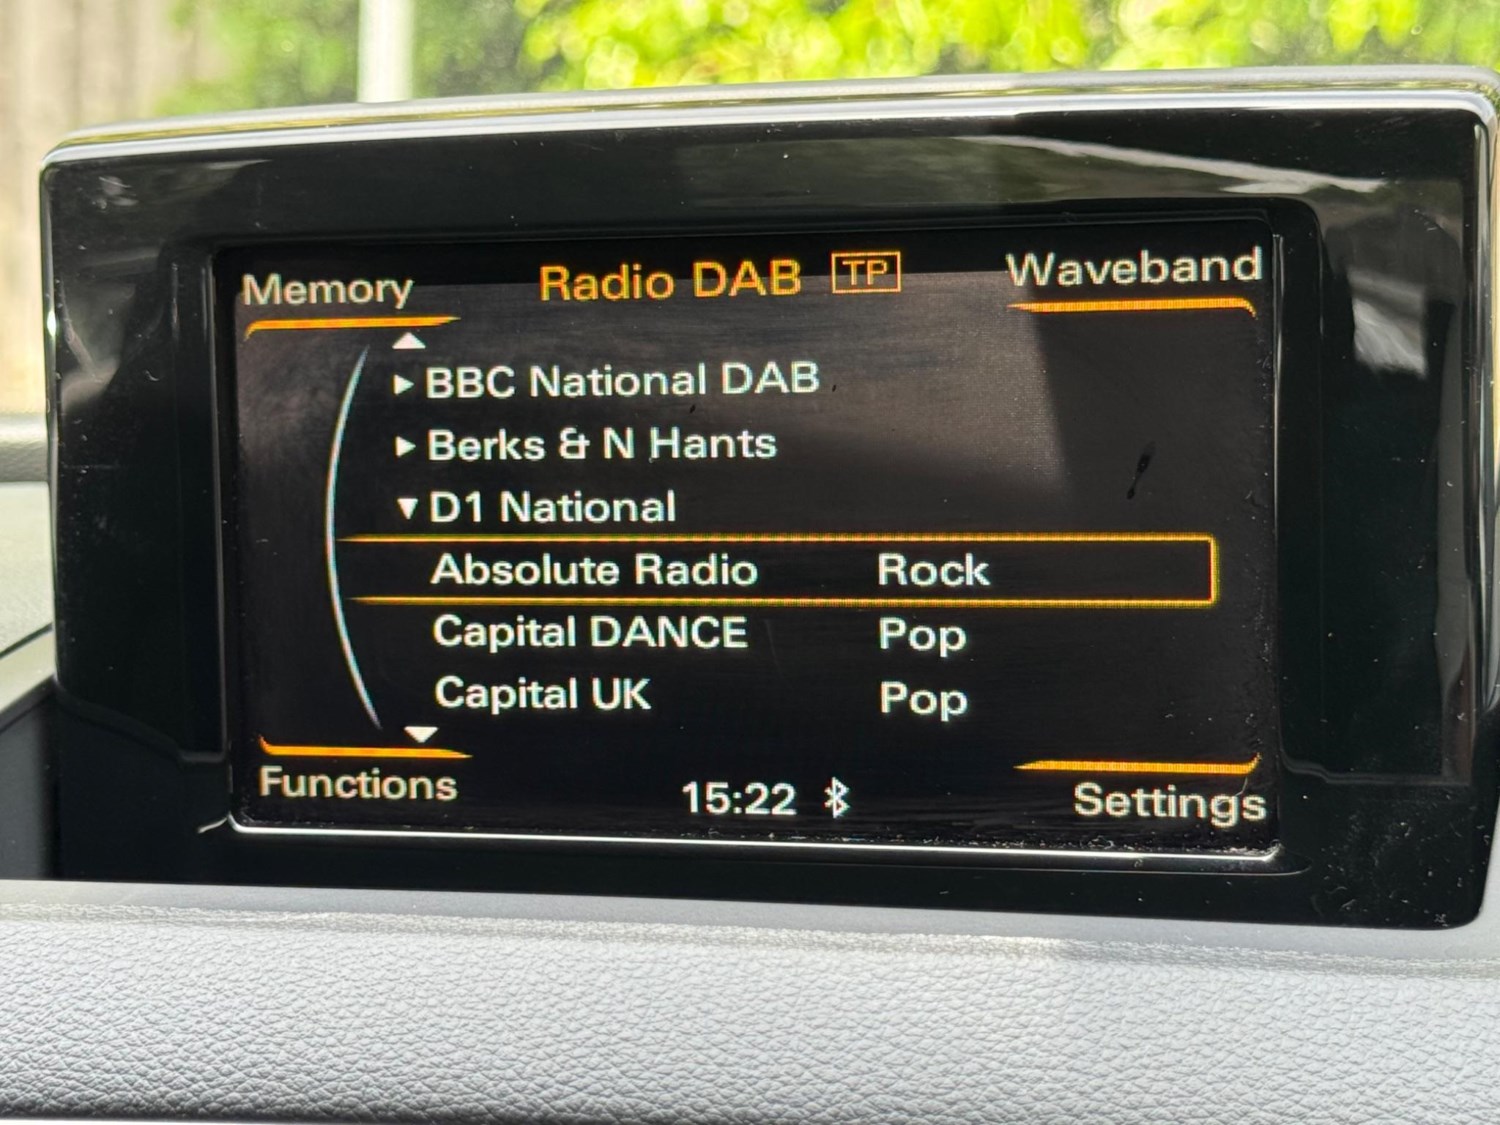 Memory
Radio DAB TP
Waveband
BBC National DAB
Berks & N Hants
D1 National
Absolute Radio Rock
Capital DANCE Pop
Capital UK Pop
Functions
15:22
Settings